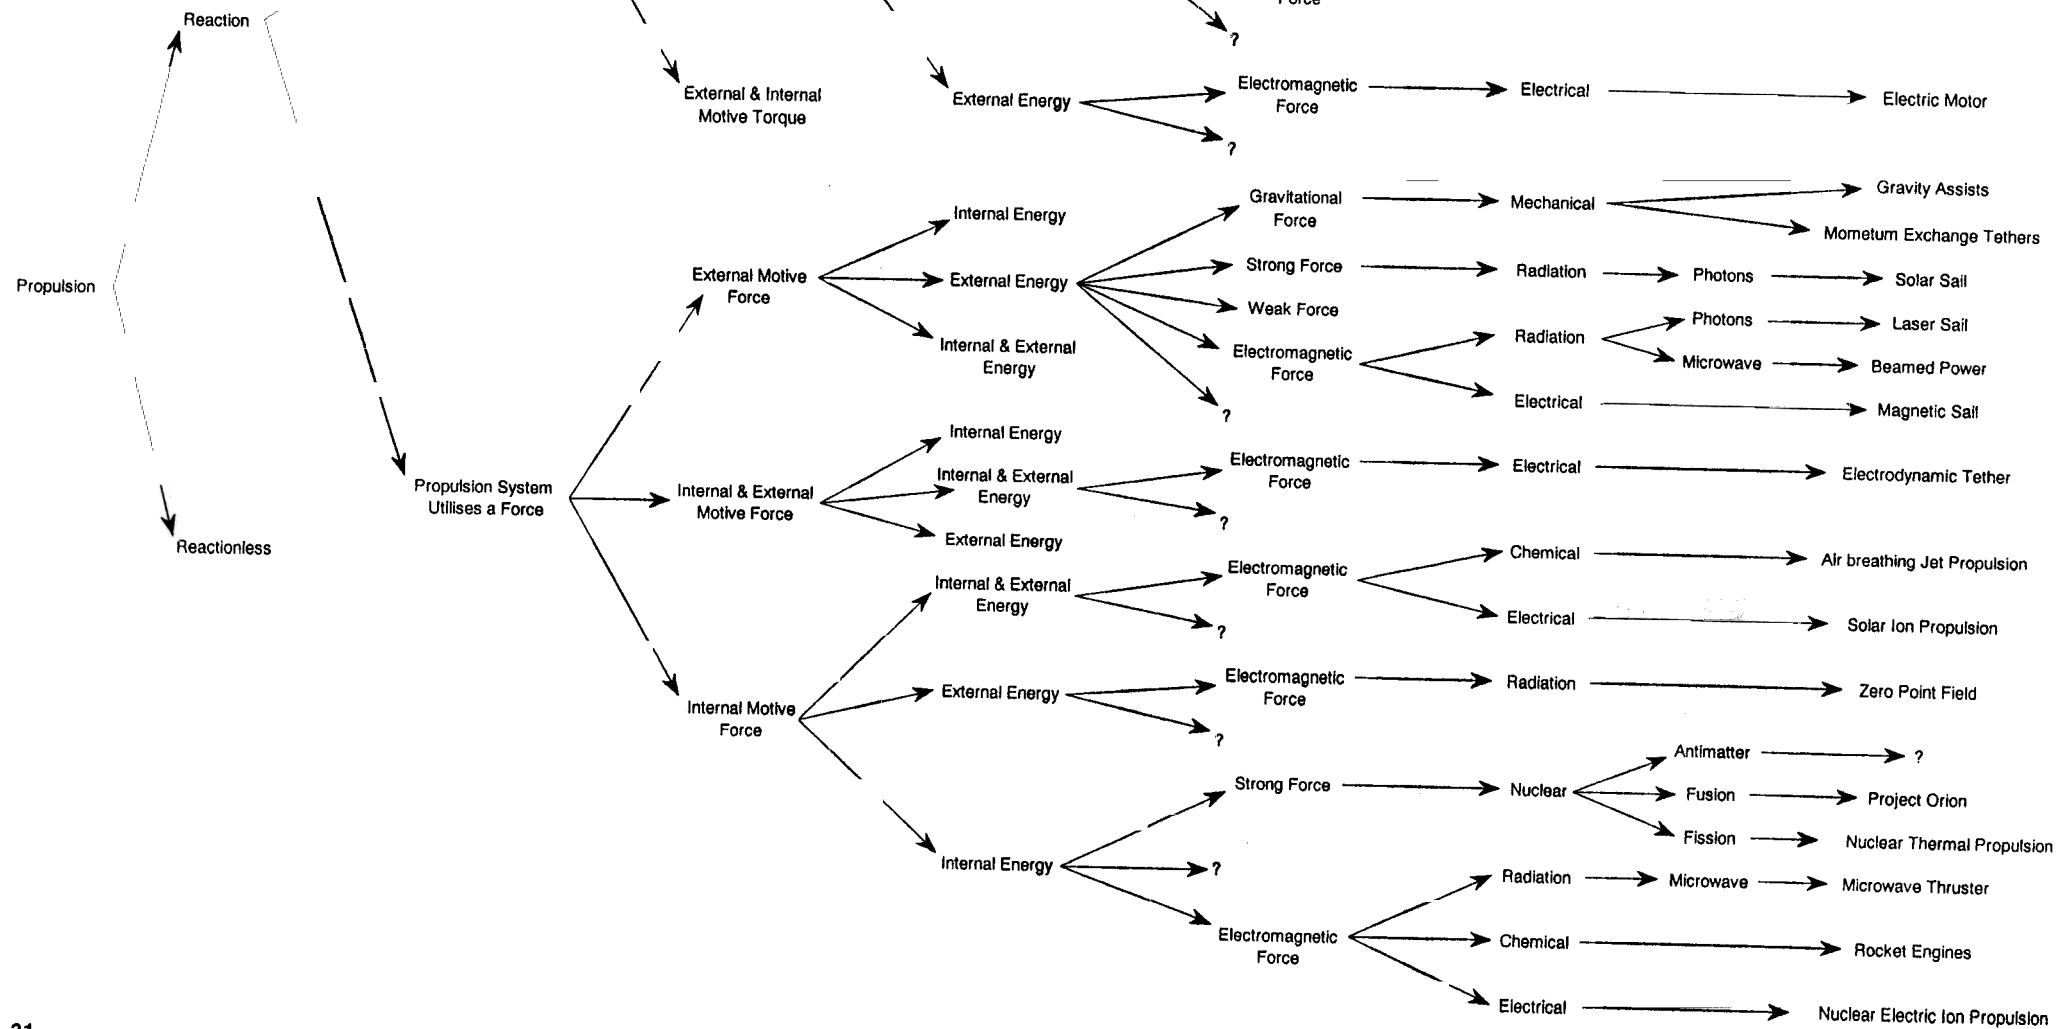 Force
Reaction
?
External & Internal
Motive Torque
External Energy
Electromagnetic
Force
Electrical
Electric Motor
?
Gravitational
Force
Mechanical
Gravity Assists
Mometum Exchange Tethers
Internal Energy
External Motive
Force
External Energy
Strong Force
Radiation
Photons
Solar Sail
Propulsion
Weak Force
Internal & External
Energy
Electromagnetic
Force
Radiation
Photons
Laser Sail
Microwave
Beamed Power
Electrical
Magnetic Sail
?
Internal Energy
Propulsion System
Utilises a Force
Internal & External
Motive Force
Internal & External
Energy
Electromagnetic
Force
Electrical
Electrodynamic Tether
?
External Energy
Reactionless
Internal & External
Energy
Electromagnetic
Force
Chemical
Air breathing Jet Propulsion
Electrical
Solar Ion Propulsion
?
Internal Motive
Force
External Energy
Electromagnetic
Force
Radiation
Zero Point Field
?
Strong Force
Nuclear
Antimatter
?
Fusion
Project Orion
Fission
Nuclear Thermal Propulsion
Internal Energy
?
Radiation
Microwave
Microwave Thruster
Electromagnetic
Force
Chemical
Rocket Engines
Electrical
Nuclear Electric Ion Propulsion